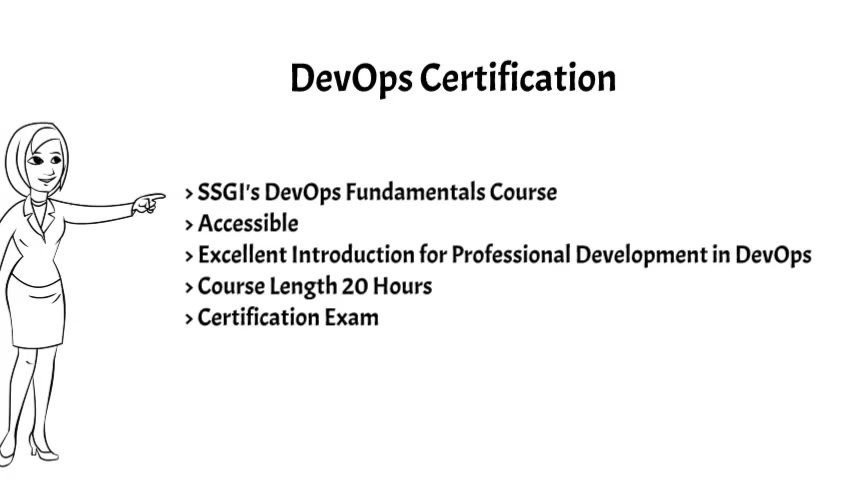 DevOps Certification
› SSGI's DevOps Fundamentals Course
› Accessible
› Excellent Introduction for Professional Development in DevOps
› Course Length 20 Hours
› Certification Exam